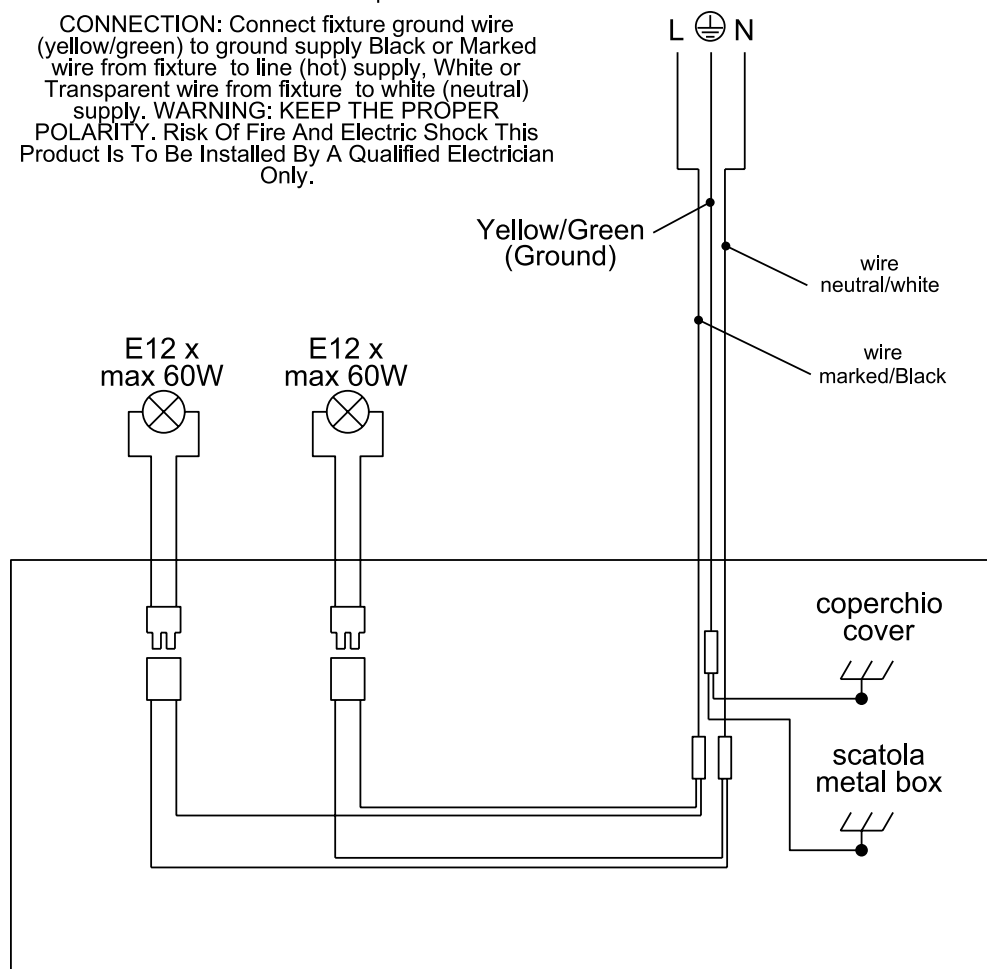 CONNECTION: Connect fixture ground wire
(yellow/green) to ground supply Black or Marked
wire from fixture to line (hot) supply, White or
Transparent wire from fixture to white (neutral)
supply. WARNING: KEEP THE PROPER
POLARITY. Risk Of Fire And Electric Shock This
Product Is To Be Installed By A Qualified Electrician
Only.
L N
Yellow/Green
(Ground)
wire
neutral/white
wire
marked/Black
E12 x
max 60W
E12 x
max 60W
coperchio
cover
scatola
metal box